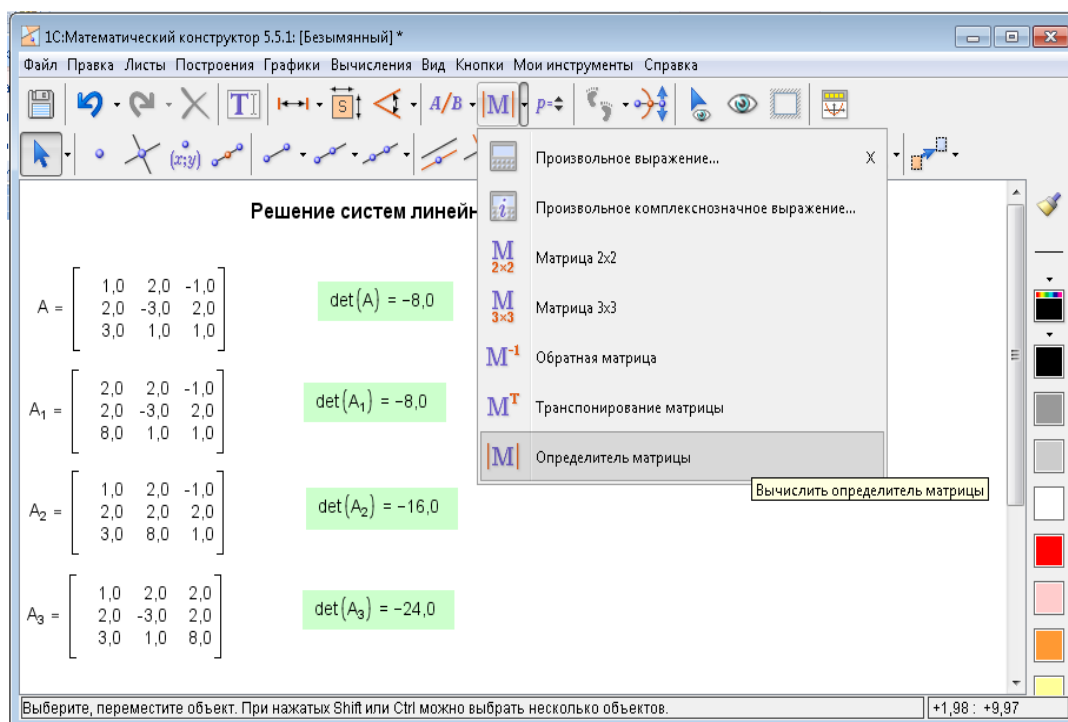 1С:Математический конструктор 5.5.1: [Безымянный] *
Файл Правка Листы Построения Графики Вычисления Вид Кнопки Мои инструменты Справка
T S A/B |M| p=
(x;y)
Произвольное выражение... X
i Произвольное комплекснозначное выражение...
M 2×2 Матрица 2x2
M 3×3 Матрица 3x3
M⁻¹ Обратная матрица
Mᵀ Транспонирование матрицы
|M| Определитель матрицы
Вычислить определитель матрицы
Решение систем линейн
A =
1,0 2,0 -1,0
2,0 -3,0 2,0
3,0 1,0 1,0
det(A) = −8,0
A₁ =
2,0 2,0 -1,0
2,0 -3,0 2,0
8,0 1,0 1,0
det(A₁) = −8,0
A₂ =
1,0 2,0 -1,0
2,0 2,0 2,0
3,0 8,0 1,0
det(A₂) = −16,0
A₃ =
1,0 2,0 2,0
2,0 -3,0 2,0
3,0 1,0 8,0
det(A₃) = −24,0
Выберите, переместите объект. При нажатых Shift или Ctrl можно выбрать несколько объектов.
+1,98 : +9,97